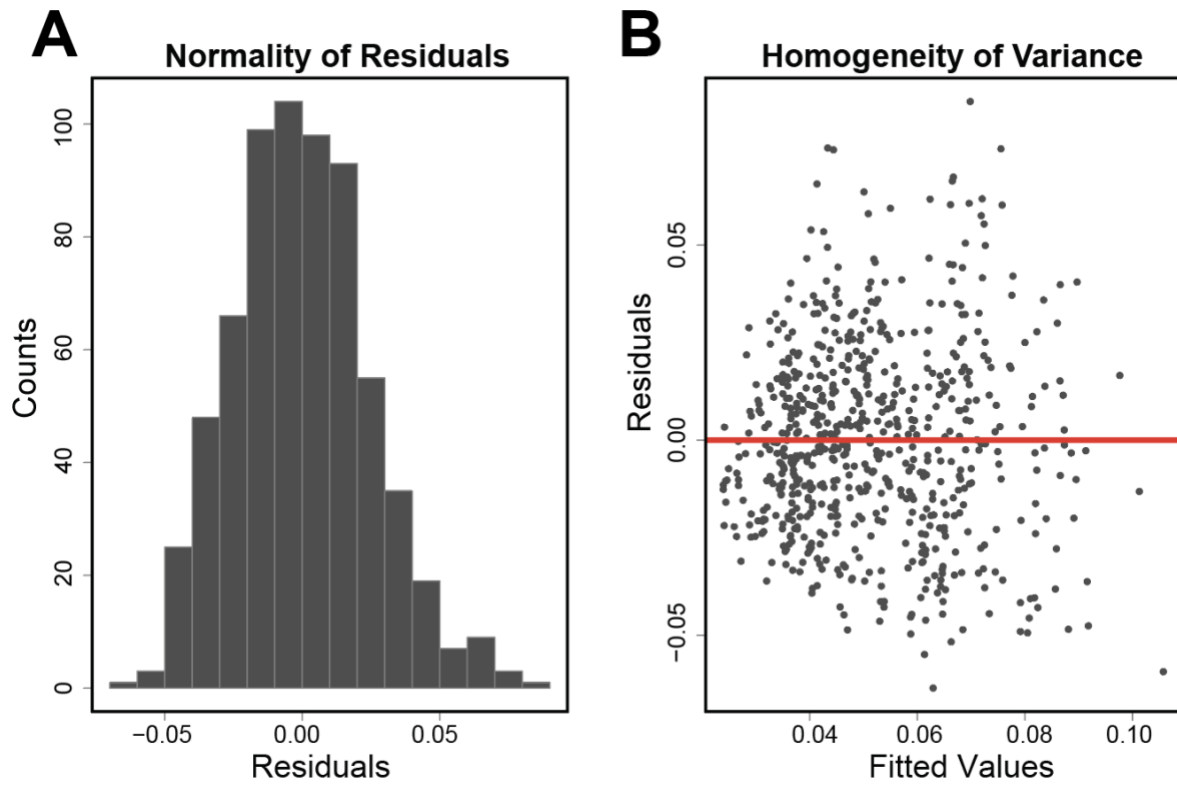 A
Normality of Residuals
Counts
0
20
40
60
80
100
−0.05
0.00
0.05
Residuals
B
Homogeneity of Variance
Residuals
−0.05
0.00
0.05
0.04
0.06
0.08
0.10
Fitted Values